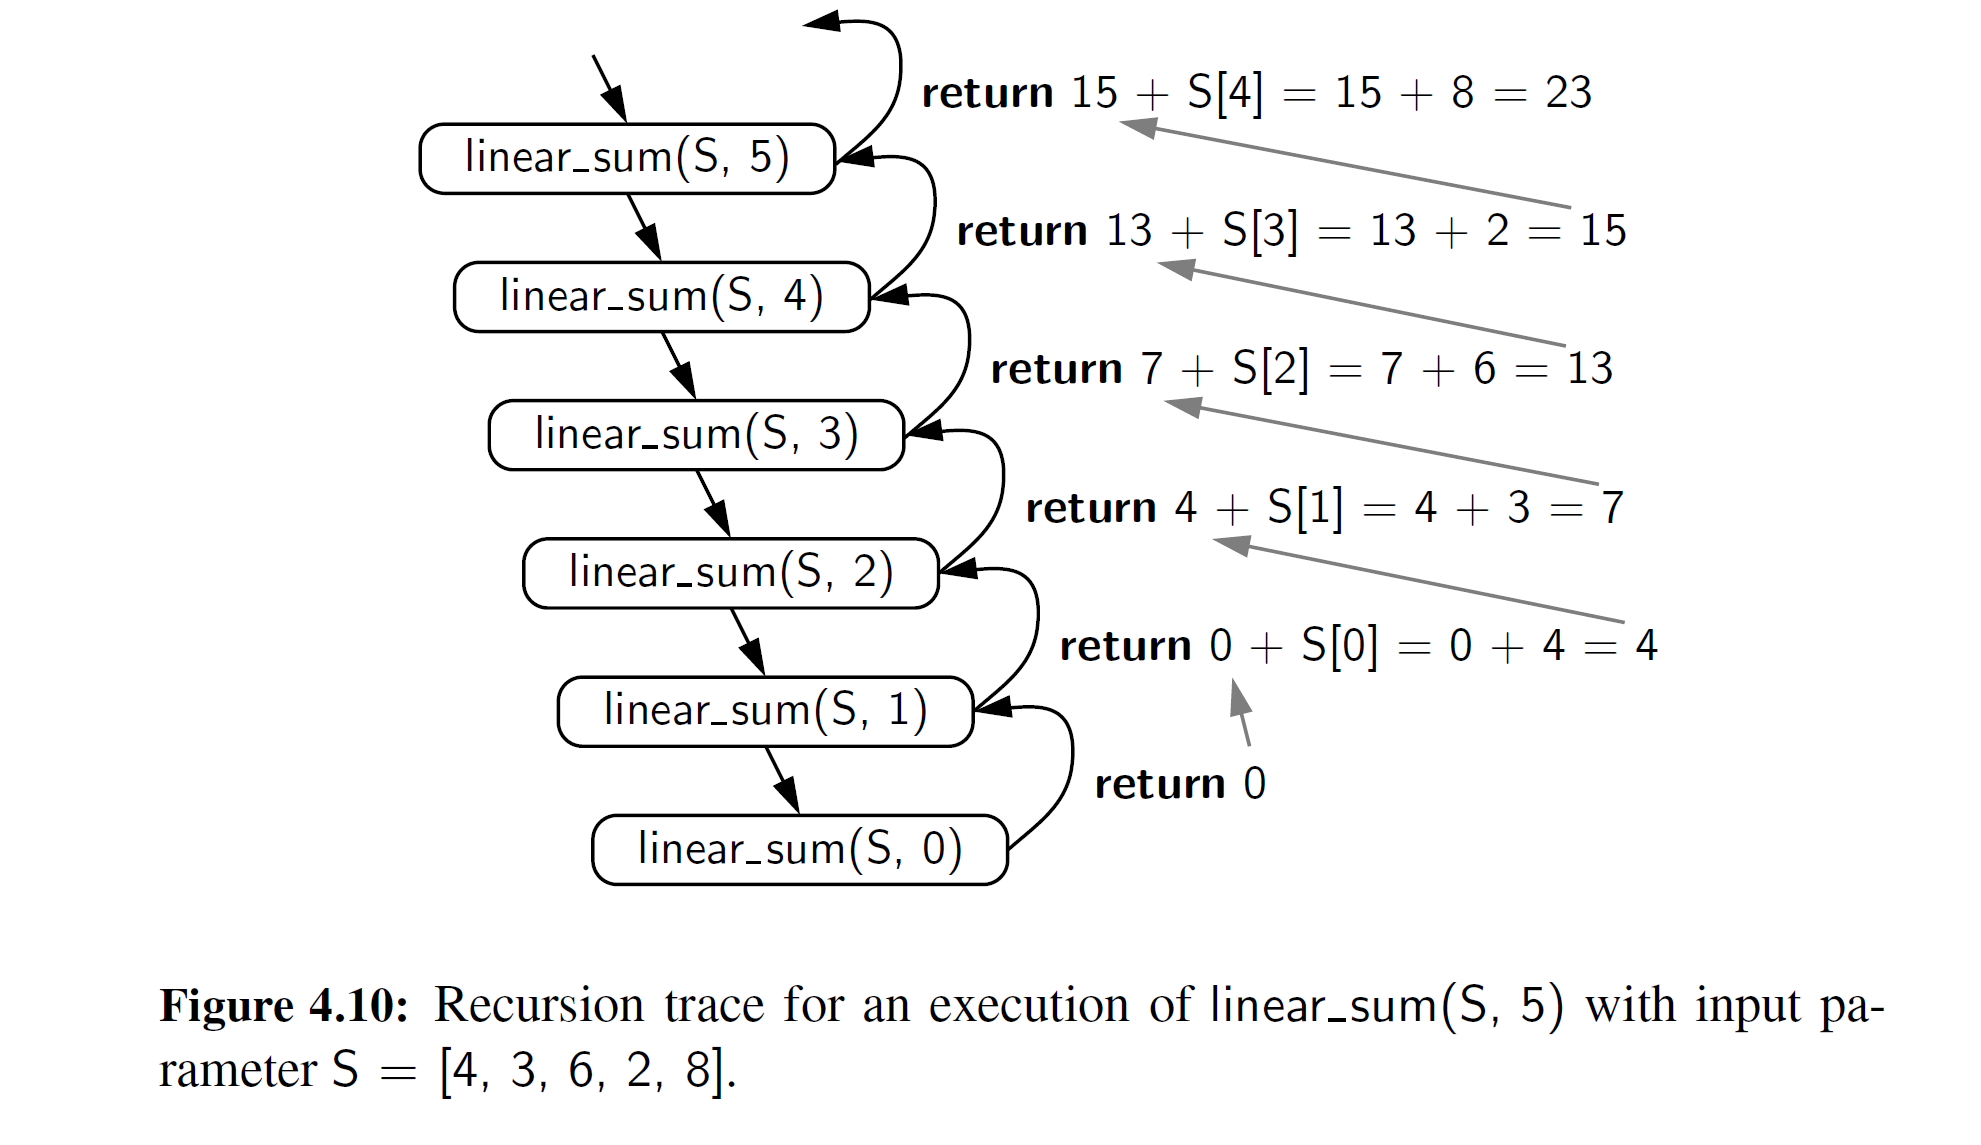 return 15 + S[4] = 15 + 8 = 23
linear_sum(S, 5)
return 13 + S[3] = 13 + 2 = 15
linear_sum(S, 4)
return 7 + S[2] = 7 + 6 = 13
linear_sum(S, 3)
return 4 + S[1] = 4 + 3 = 7
linear_sum(S, 2)
return 0 + S[0] = 0 + 4 = 4
linear_sum(S, 1)
return 0
linear_sum(S, 0)
Figure 4.10: Recursion trace for an execution of linear_sum(S, 5) with input pa-
rameter S = [4, 3, 6, 2, 8].